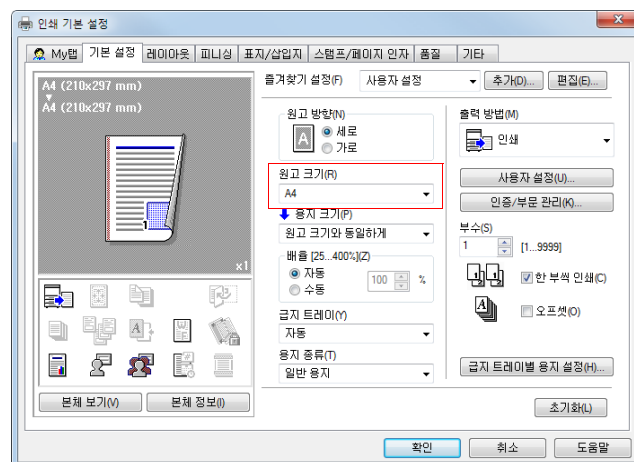 인쇄 기본 설정
My탭 기본 설정 레이아웃 피니싱 표지/삽입지 스탬프/페이지 인자 품질 기타
A4 (210x297 mm)
A4 (210x297 mm)
1
x1
본체 보기(V) 본체 정보(I)
즐겨찾기 설정(F) 사용자 설정 추가(D)... 편집(E)...
원고 방향(N)
A 세로
가로
원고 크기(R)
A4
용지 크기(P)
원고 크기와 동일하게
배율 [25...400%](Z)
자동
수동
100 %
급지 트레이(Y)
자동
용지 종류(T)
일반 용지
출력 방법(M)
인쇄
사용자 설정(U)...
인증/부문 관리(K)...
부수(S)
1 [1...9999]
1 2 1 2 한 부씩 인쇄(C)
A 오프셋(O)
급지 트레이별 용지 설정(H)...
초기화(L)
확인 취소 도움말